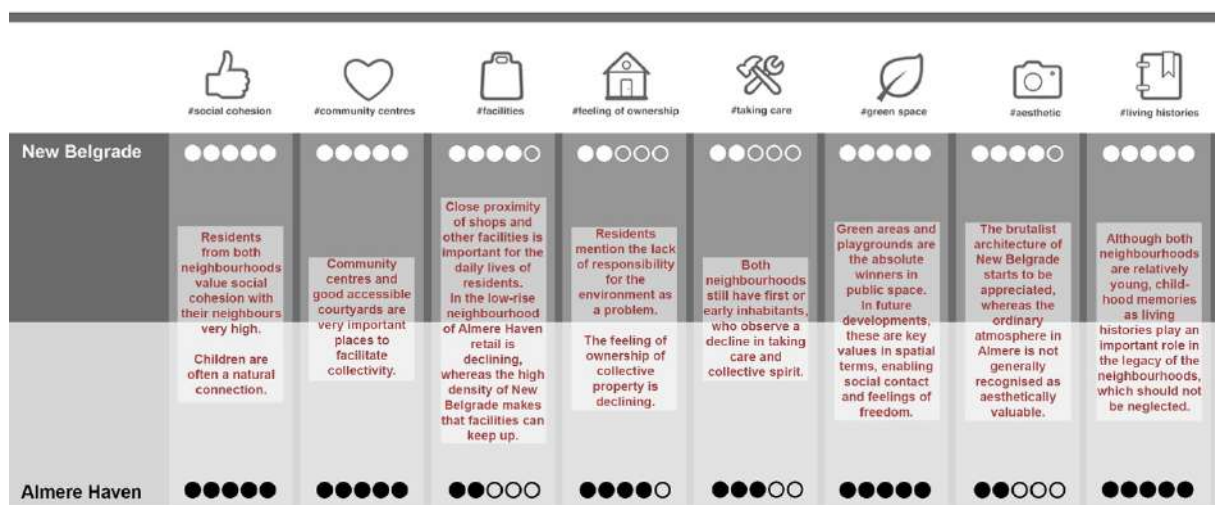 #social cohesion
#community centres
#facilities
#feeling of ownership
#taking care
#green space
#aesthetic
#living histories
New Belgrade
Residents
from both
neighbourhoods
value social
cohesion with
their neighbours
very high.
Children are
often a natural
connection.
Community
centres and
good accessible
courtyards are
very important
places to
facilitate
collectivity.
Close proximity
of shops and
other facilities is
important for the
daily lives of
residents.
In the low-rise
neighbourhood
of Almere Haven
retail is
declining,
whereas the high
density of New
Belgrade makes
that facilities can
keep up.
Residents
mention the lack
of responsibility
for the
environment as
a problem.
The feeling of
ownership of
collective
property is
declining.
Both
neighbourhoods
still have first or
early inhabitants,
who observe a
decline in taking
care and
collective spirit.
Green areas and
playgrounds are
the absolute
winners in
public space.
In future
developments,
these are key
values in spatial
terms, enabling
social contact
and feelings of
freedom.
The brutalist
architecture of
New Belgrade
starts to be
appreciated,
whereas the
ordinary
atmosphere in
Almere is not
generally
recognised as
aesthetically
valuable.
Although both
neighbourhoods
are relatively
young, child-
hood memories
as living
histories play an
important role in
the legacy of the
neighbourhoods,
which should not
be neglected.
Almere Haven